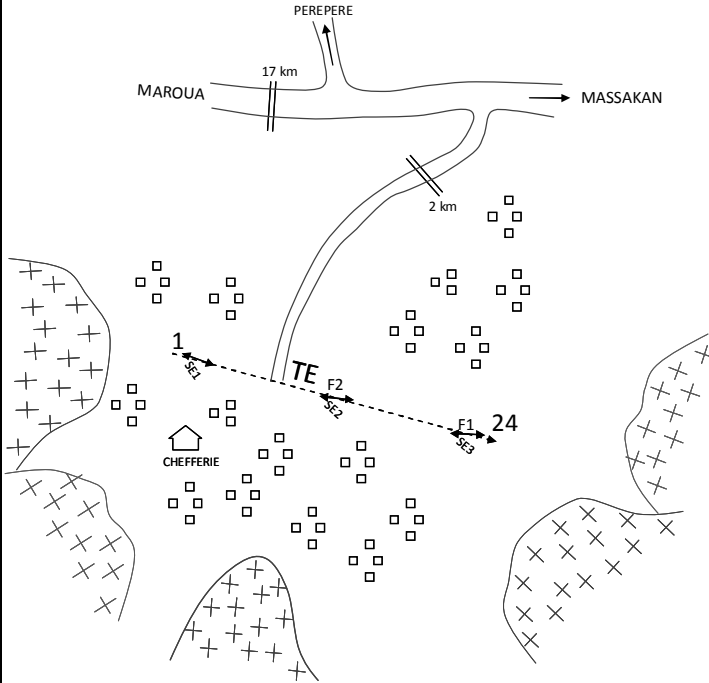 PEREPERE
17 km
MAROUA
MASSAKAN
2 km
1
SE1
TE
F2
SE2
F1
24
SE3
CHEFFERIE